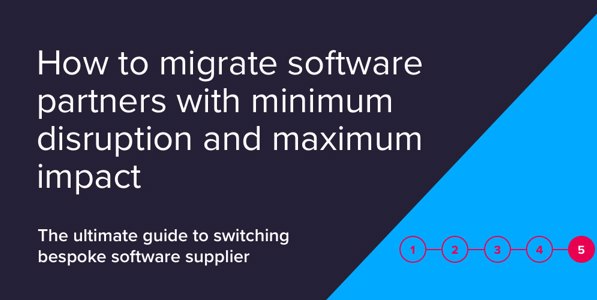 How to migrate software
partners with minimum
disruption and maximum
impact
The ultimate guide to switching
bespoke software supplier
1 2 3 4 5